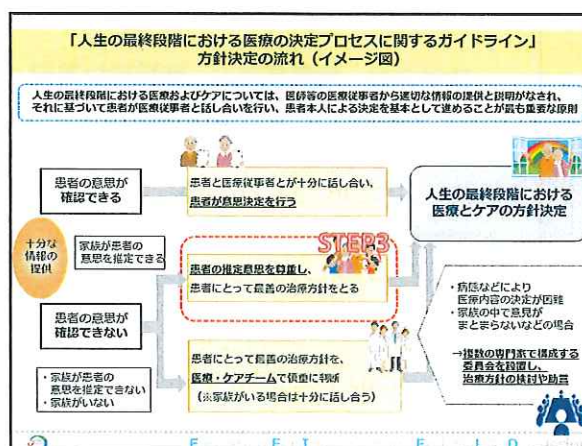 「人生の最終段階における医療の決定プロセスに関するガイドライン」
方針決定の流れ（イメージ図）
人生の最終段階における医療およびケアについては、医師等の医療従事者から適切な情報の提供と説明がなされ、
それに基づいて患者が医療従事者と話し合いを行い、患者本人による決定を基本として進めることが最も重要な原則
患者の意思が
確認できる
患者と医療従事者とが十分に話し合い、
患者が意思決定を行う
人生の最終段階における
医療とケアの方針決定
十分な
情報の
提供
家族が患者の
意思を推定できる
STEP3
患者の推定意思を尊重し、
患者にとって最善の治療方針をとる
患者の意思が
確認できない
・病態などにより
医療内容の決定が困難
・家族の中で意見が
まとまらないなどの場合
→複数の専門家で構成する
委員会を設置し、
治療方針の検討や助言
・家族が患者の
意思を推定できない
・家族がいない
患者にとって最善の治療方針を、
医療・ケアチームで慎重に判断
（※家族がいる場合は十分に話し合う）